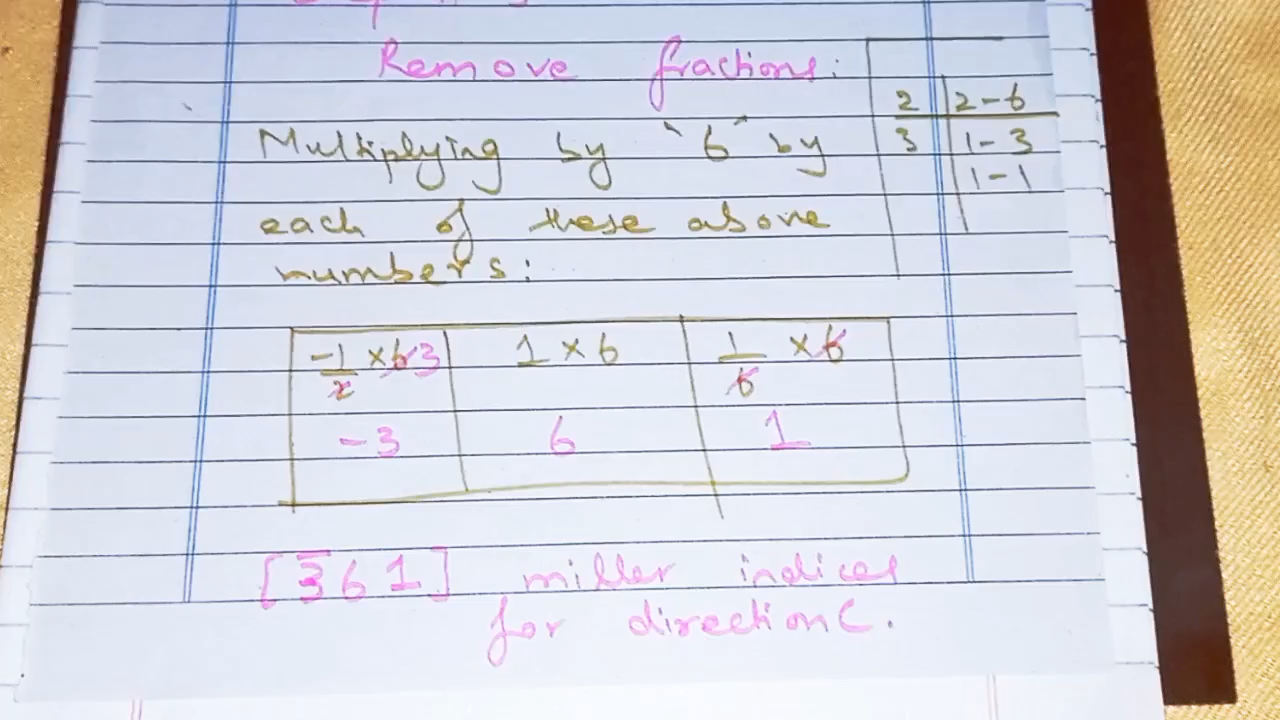 Remove fractions:
2 | 2 - 6
3 | 1 - 3
1 - 1
Multiplying by "6" by
each of these above
numbers:
-1/2 × 6 3 | 1 × 6 | 1/6 × 6
-3 | 6 | 1
[3̅ 6 1] miller indices
for direction C.